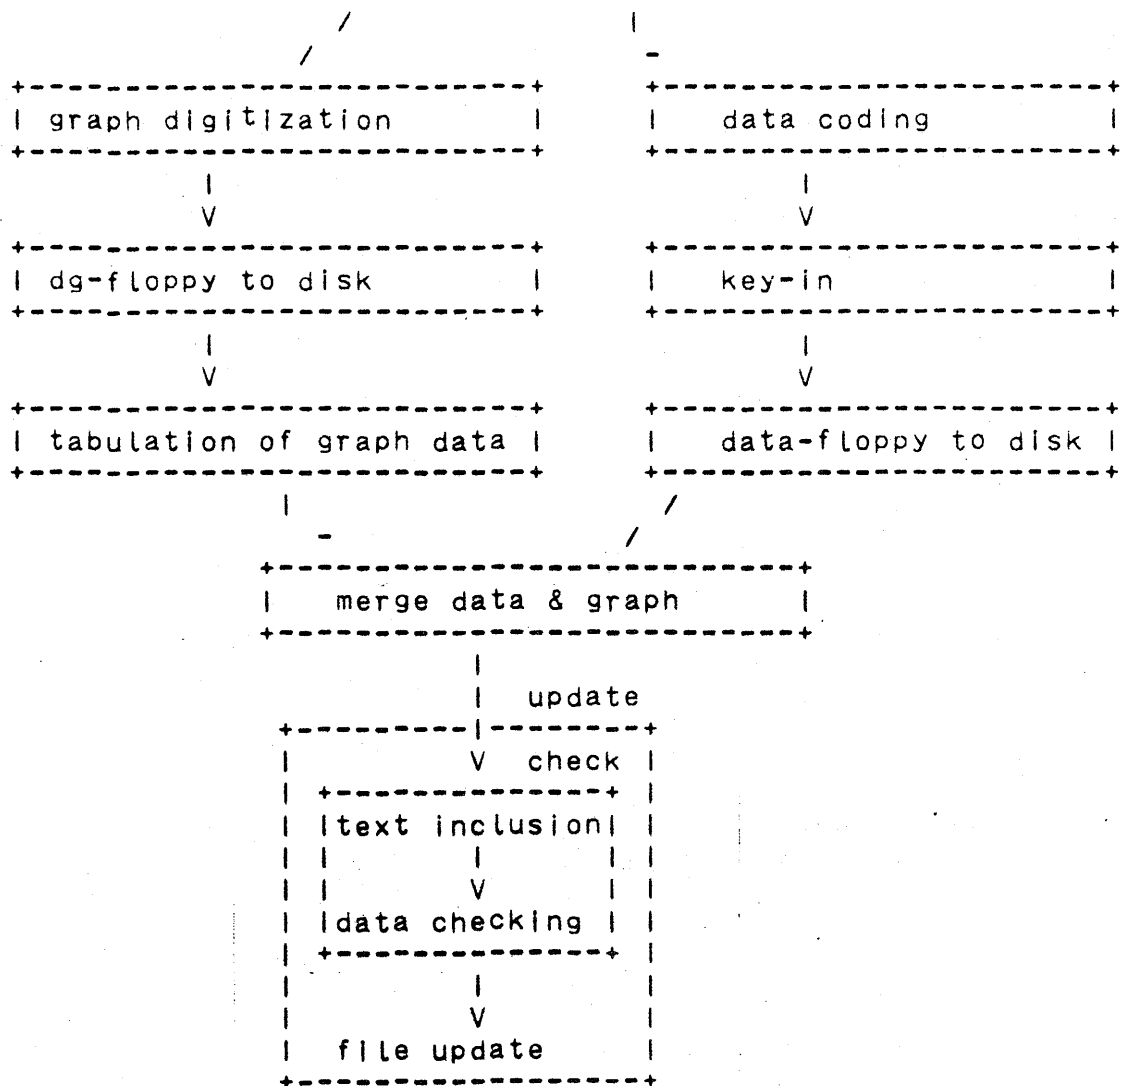 graph digitization
data coding
dg-floppy to disk
key-in
tabulation of graph data
data-floppy to disk
merge data & graph
update
check
text inclusion
data checking
file update